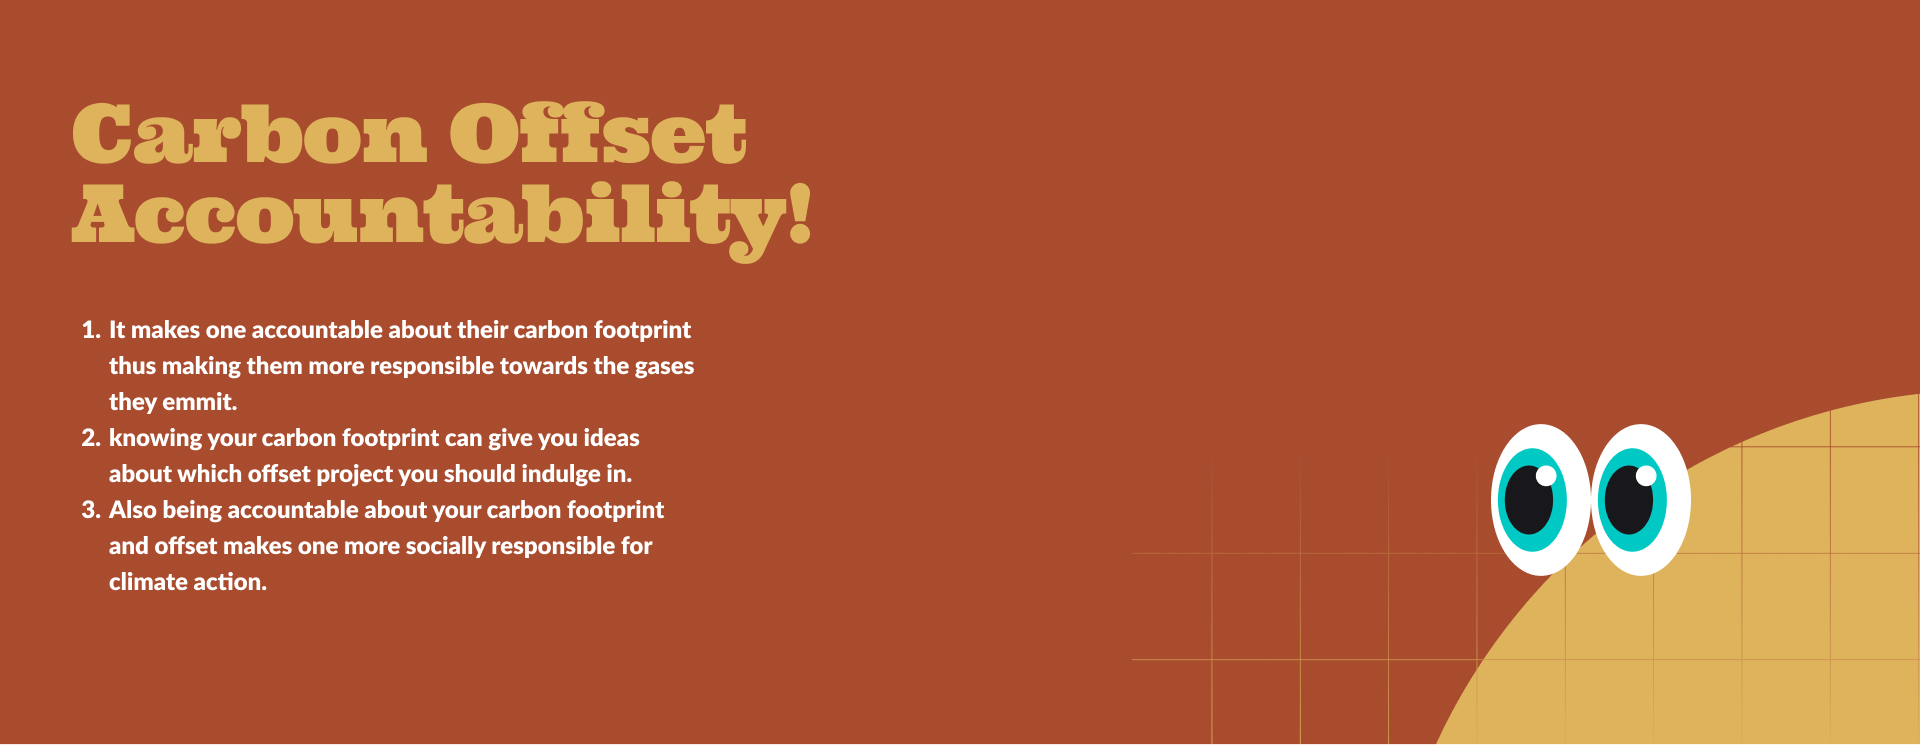 Carbon Offset
Accountability!
1. It makes one accountable about their carbon footprint
thus making them more responsible towards the gases
they emmit.
2. knowing your carbon footprint can give you ideas
about which offset project you should indulge in.
3. Also being accountable about your carbon footprint
and offset makes one more socially responsible for
climate action.